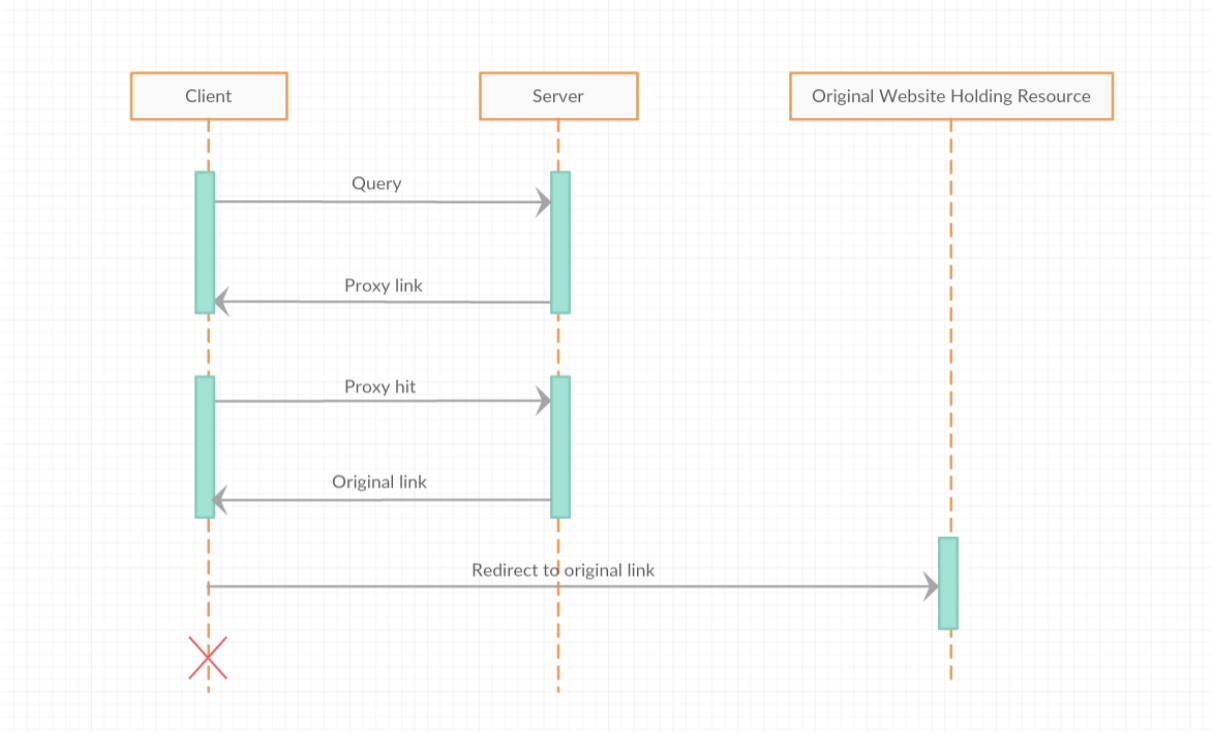 Client
Server
Original Website Holding Resource
Query
Proxy link
Proxy hit
Original link
Redirect to original link